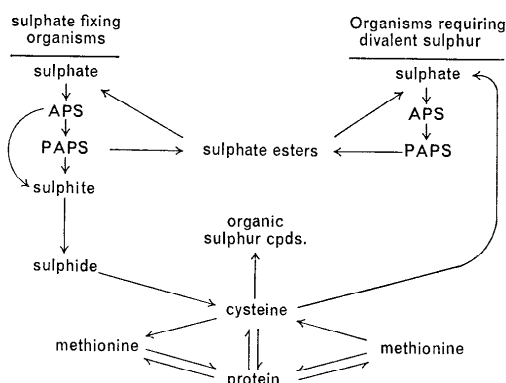 sulphate fixing
organisms
Organisms requiring
divalent sulphur
sulphate
sulphate
APS
APS
PAPS
sulphate esters
PAPS
sulphite
organic
sulphur cpds.
sulphide
cysteine
methionine
methionine
protein